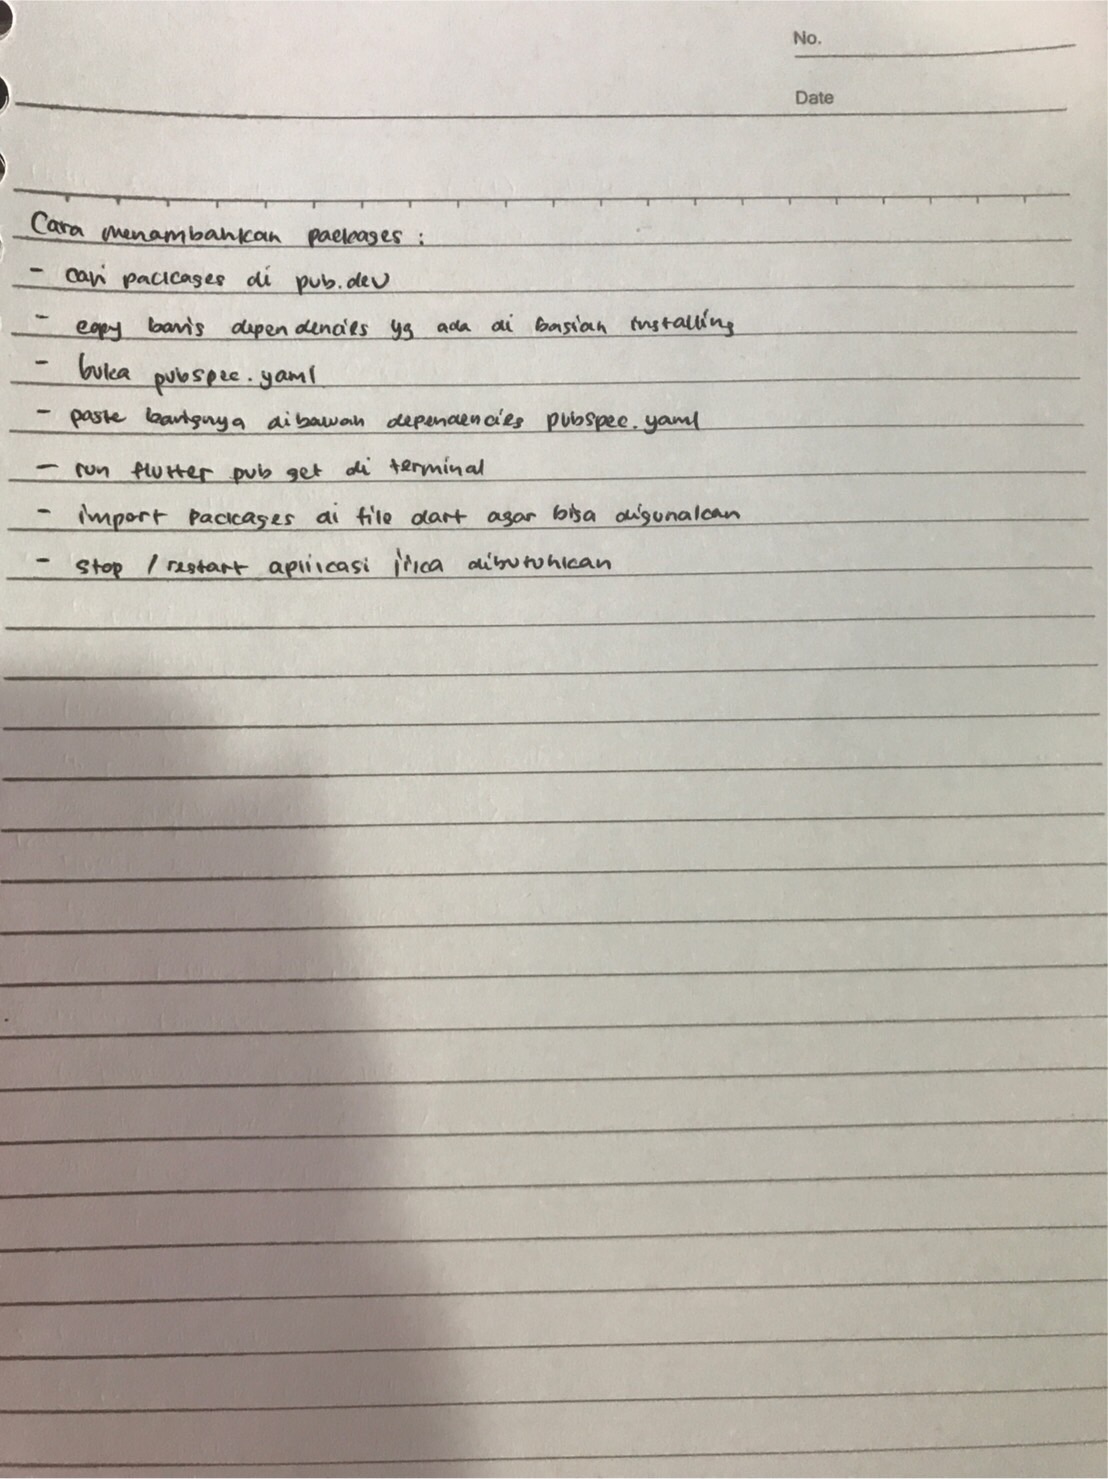 No.
Date
Cara menambahkan packages :
- cari packages di pub.dev
- copy baris dependencies yg ada di bagian installing
- buka pubspec.yaml
- paste barisnya dibawah dependencies pubspec.yaml
- run flutter pub get di terminal
- import packages di file dart agar bisa digunakan
- stop / restart aplikasi jika dibutuhkan